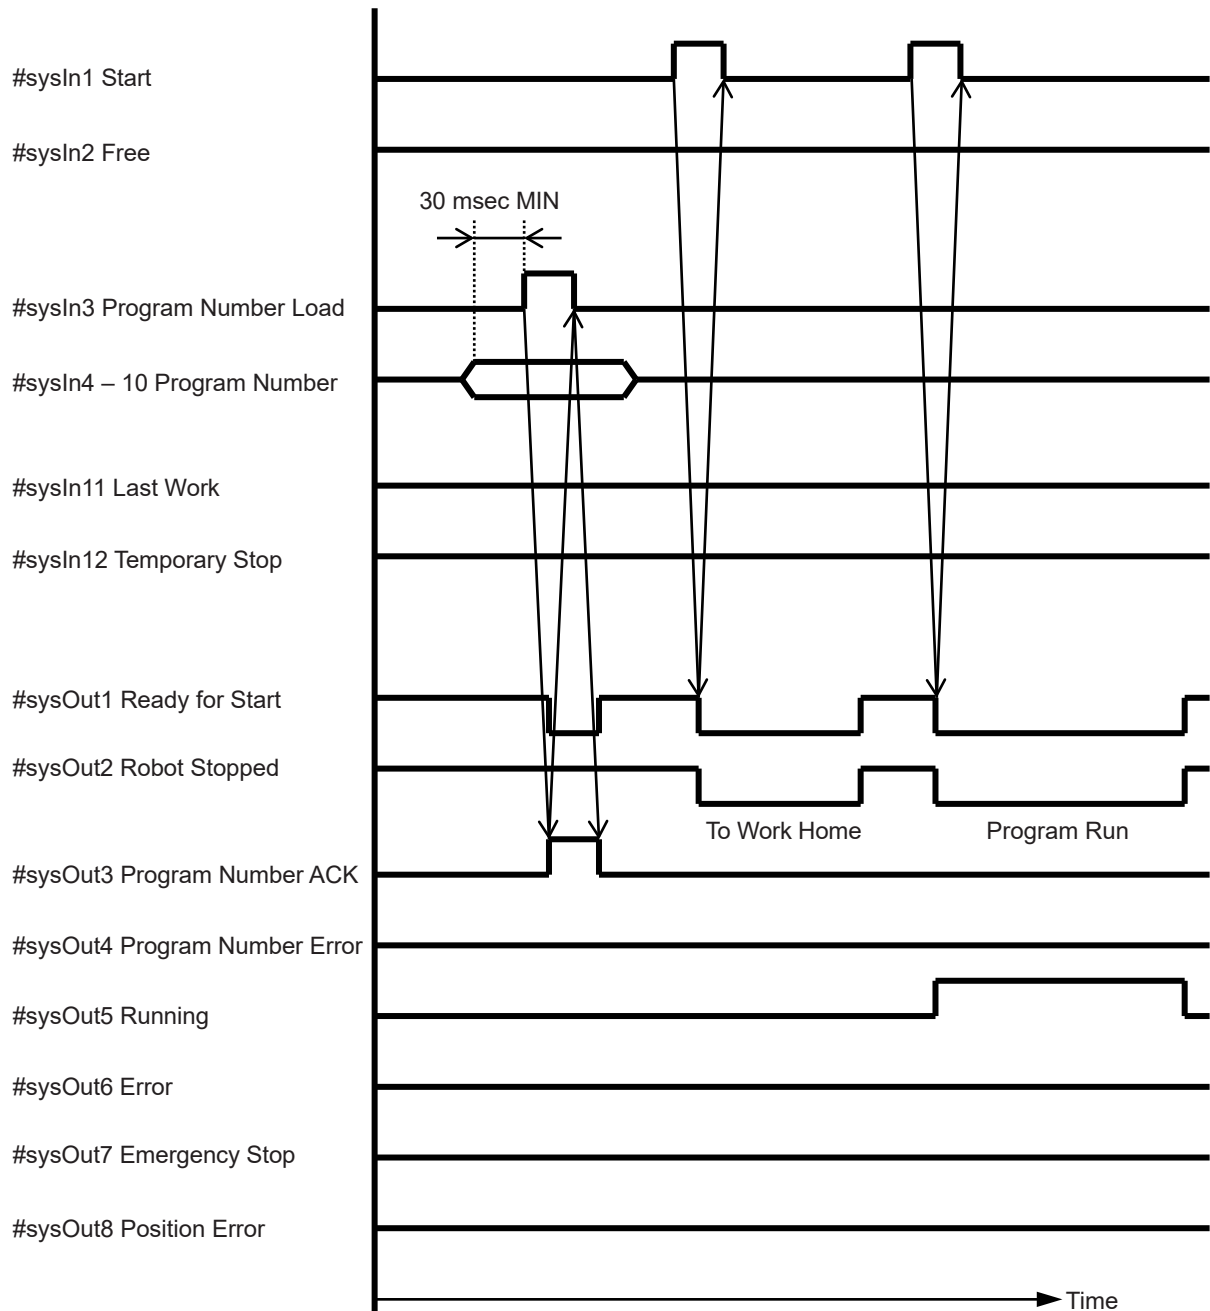 #sysIn1 Start
#sysIn2 Free
30 msec MIN
#sysIn3 Program Number Load
#sysIn4 – 10 Program Number
#sysIn11 Last Work
#sysIn12 Temporary Stop
#sysOut1 Ready for Start
#sysOut2 Robot Stopped
To Work Home
Program Run
#sysOut3 Program Number ACK
#sysOut4 Program Number Error
#sysOut5 Running
#sysOut6 Error
#sysOut7 Emergency Stop
#sysOut8 Position Error
Time